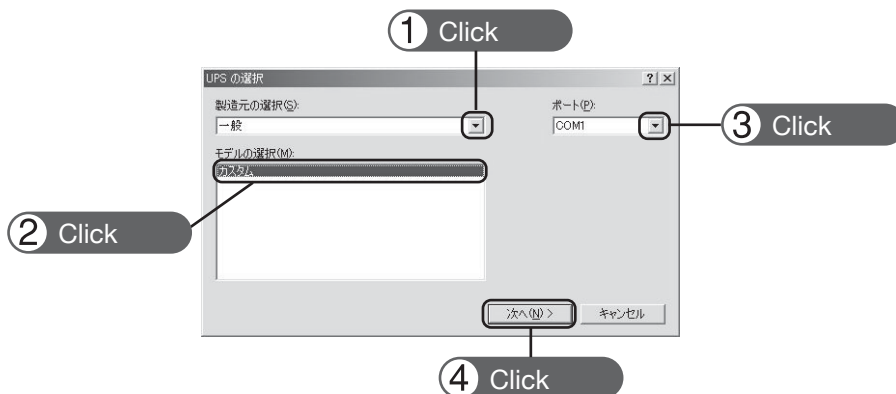 1 Click
UPS の選択
製造元の選択(S):
一般
ポート(P):
COM1
3 Click
モデルの選択(M):
カスタム
2 Click
次へ(N) >
キャンセル
4 Click